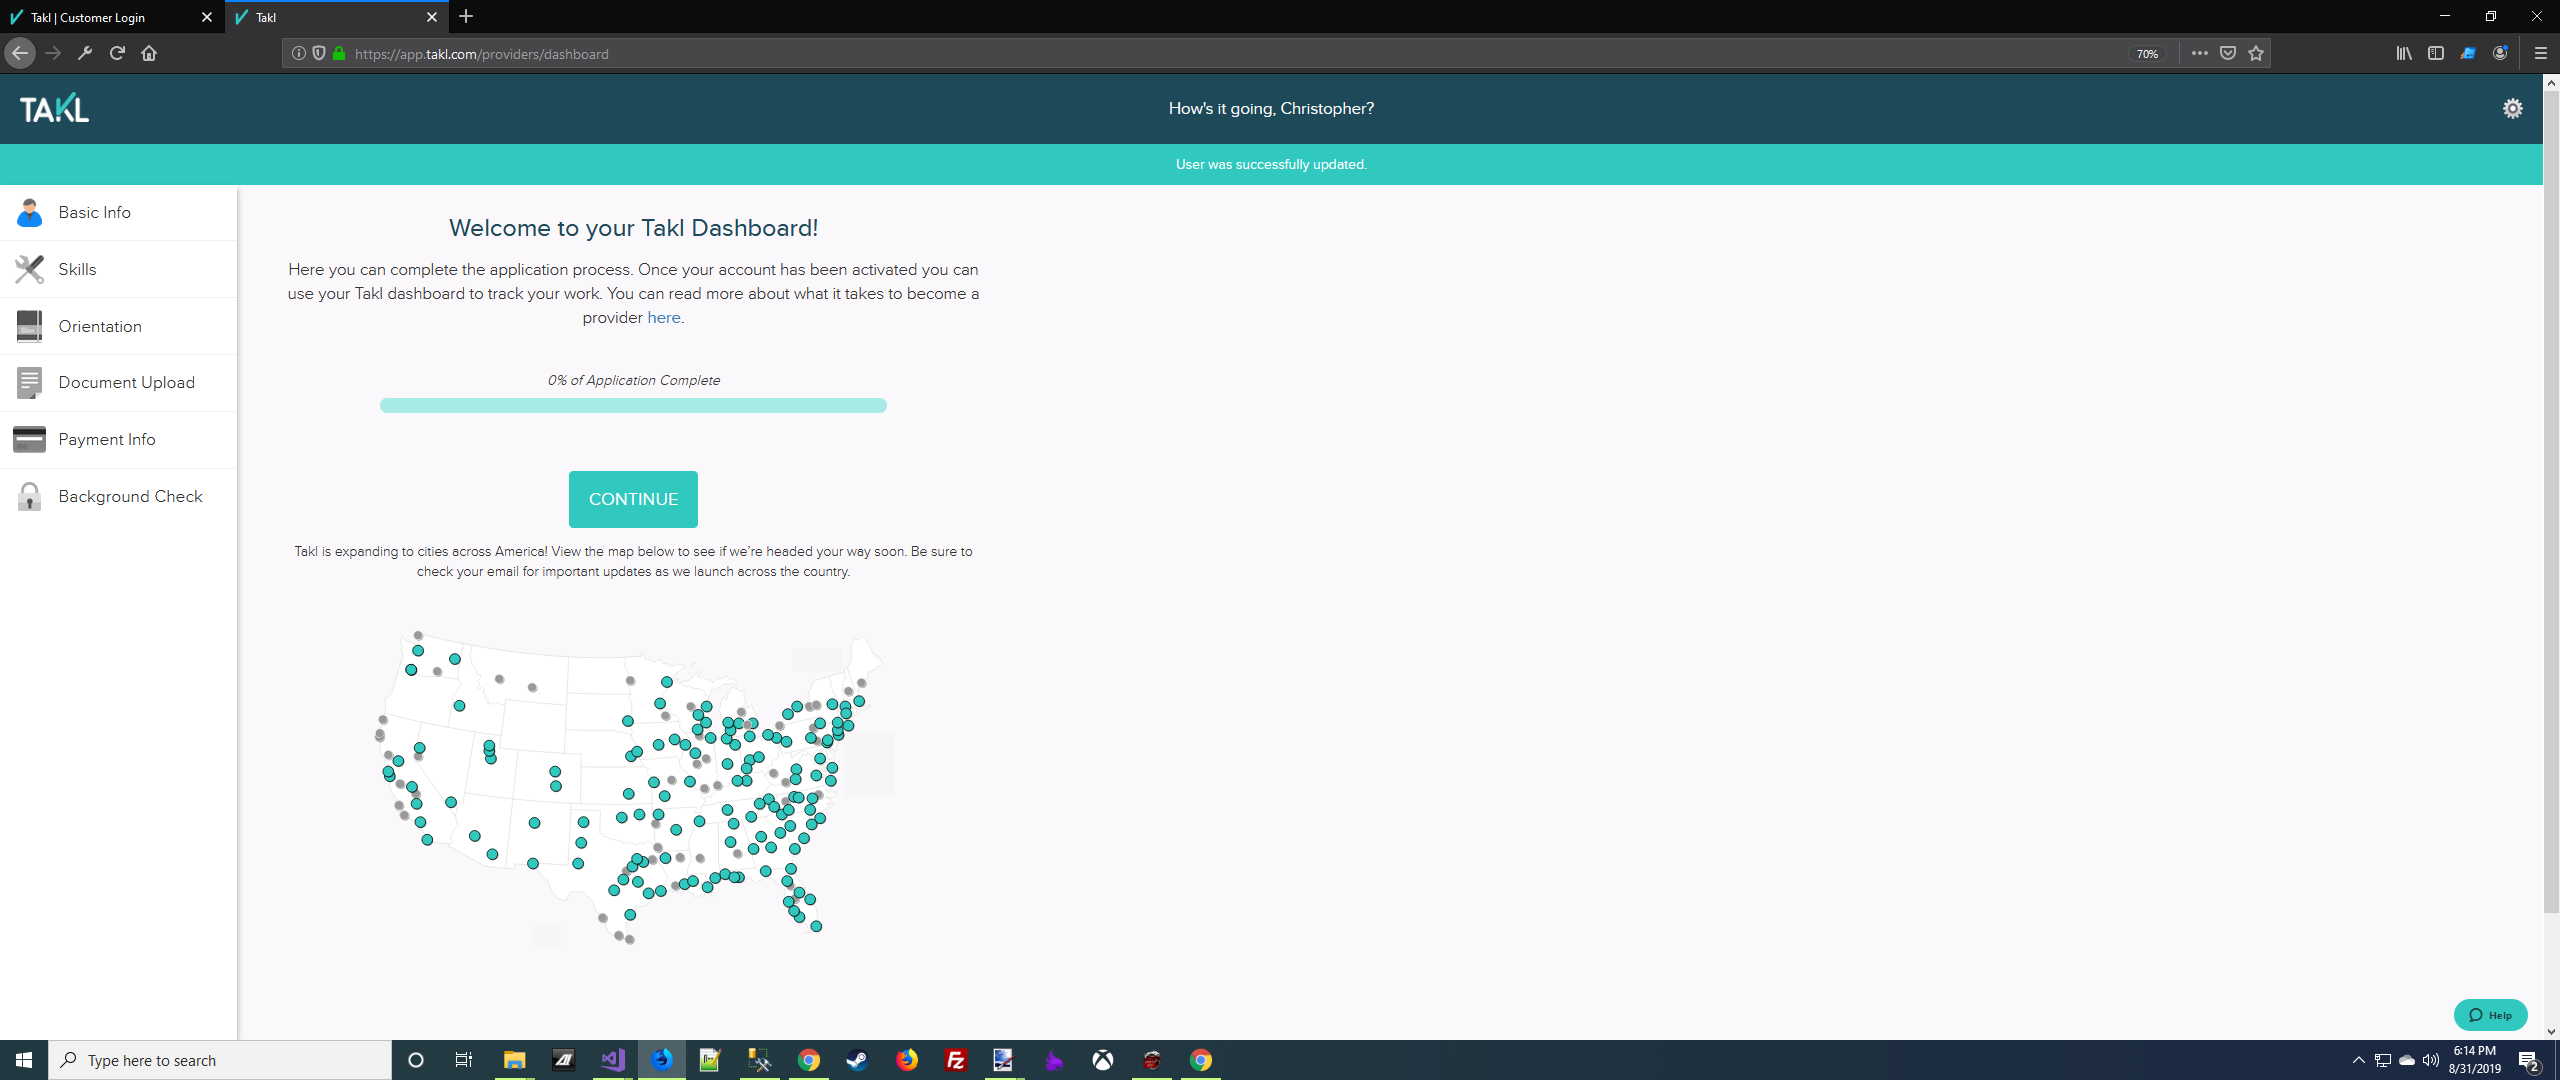 Takl | Customer Login
Takl
https://app.takl.com/providers/dashboard
70%
TAKL
How's it going, Christopher?
User was successfully updated.
Basic Info
Skills
Orientation
Document Upload
Payment Info
Background Check
Welcome to your Takl Dashboard!
Here you can complete the application process. Once your account has been activated you can
use your Takl dashboard to track your work. You can read more about what it takes to become a
provider here.
0% of Application Complete
CONTINUE
Takl is expanding to cities across America! View the map below to see if we're headed your way soon. Be sure to
check your email for important updates as we launch across the country.
Help
Type here to search
6:14 PM
8/31/2019
2